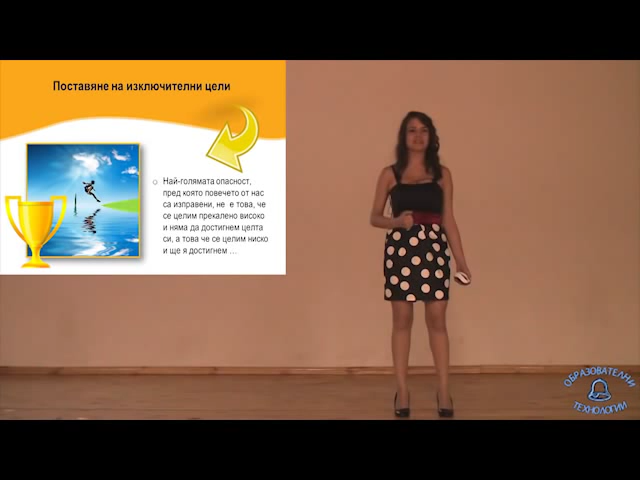 Поставяне на изключителни цели
Най-голямата опасност,
пред която повечето от нас
са изправени, не е това, че
се целим прекалено високо
и няма да достигнем целта
си, а това че се целим ниско
и ще я достигнем ...
ОБРАЗОВАТЕЛНИ
ТЕХНОЛОГИИ